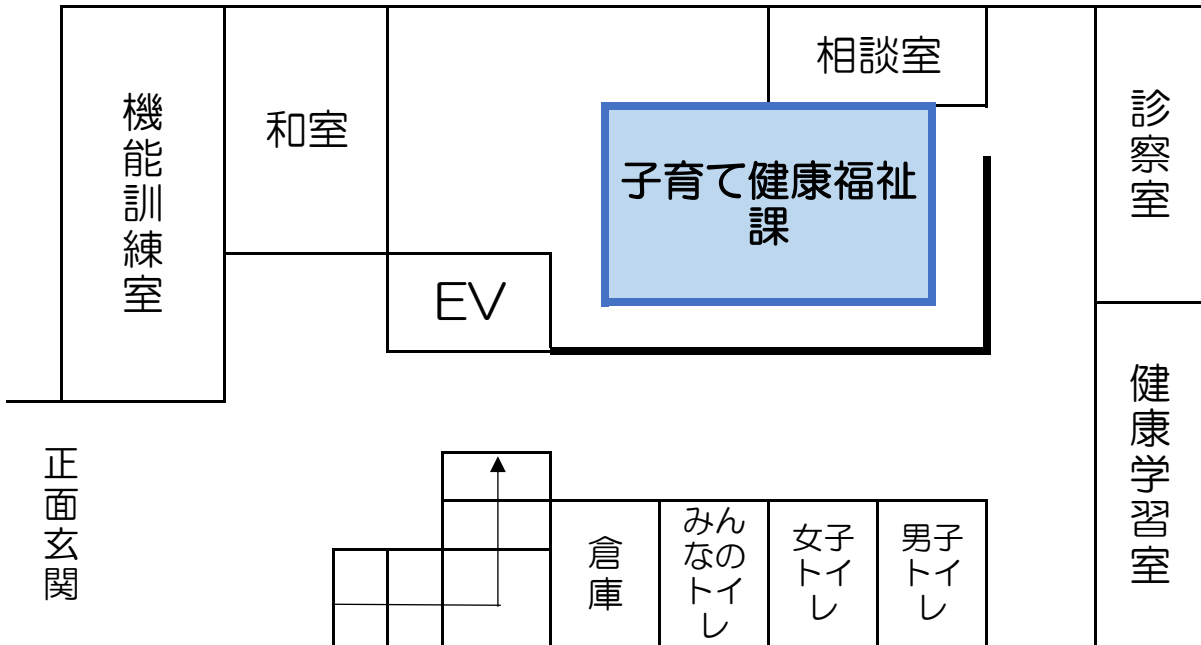 相談室
機能訓練室
和室
診察室
子育て健康福祉
課
EV
健康学習室
正面玄関
倉庫
みん
なの
トイ
レ
女子
トイ
レ
男子
トイ
レ